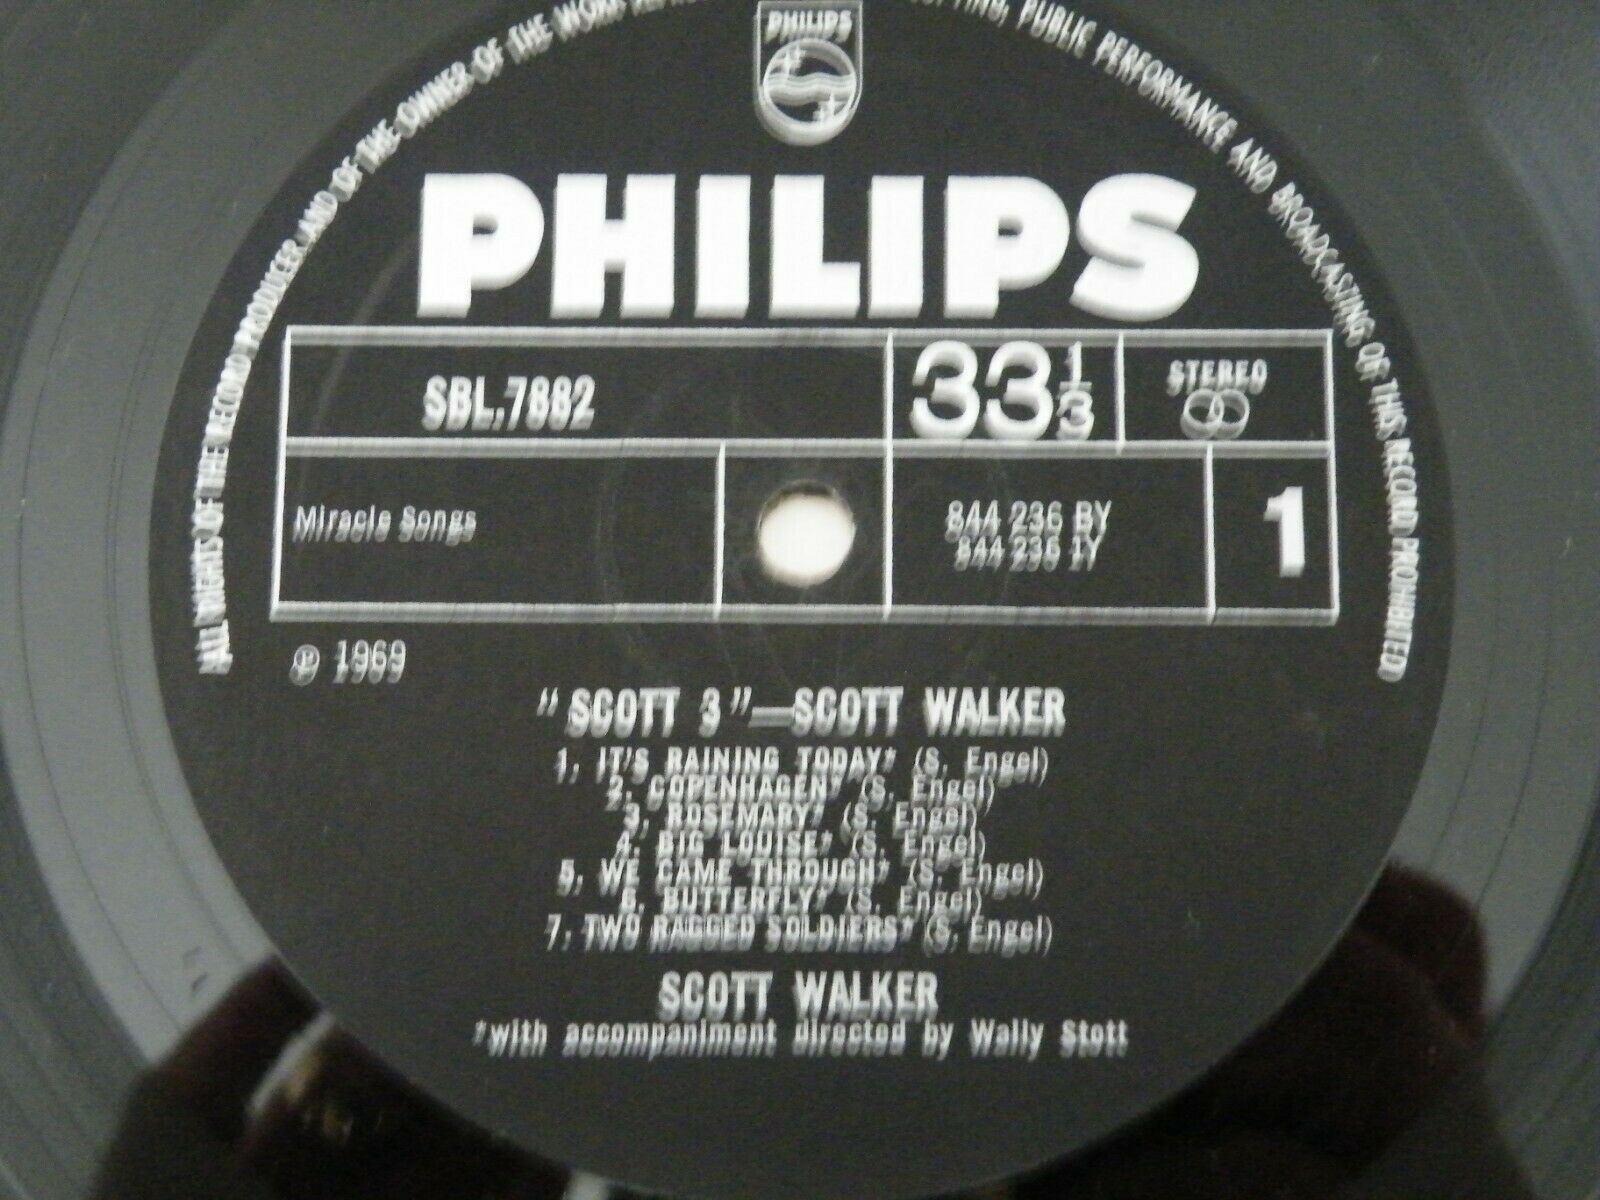 ALL RIGHTS OF THE RECORD PRODUCER AND OF THE OWNER OF THE WORK
PUBLIC PERFORMANCE AND BROADCASTING OF THIS RECORD PROHIBITED
PHILIPS
PHILIPS
SBL.7882
33 1/3
STEREO
Miracle Songs
844 236 BY
844 236 1Y
1
℗ 1969
"SCOTT 3"—SCOTT WALKER
1. IT'S RAINING TODAY* (S. Engel)
2. COPENHAGEN* (S. Engel)
3. ROSEMARY* (S. Engel)
4. BIG LOUISE* (S. Engel)
5. WE CAME THROUGH* (S. Engel)
6. BUTTERFLY* (S. Engel)
7. TWO RAGGED SOLDIERS* (S. Engel)
SCOTT WALKER
*with accompaniment directed by Wally Stott